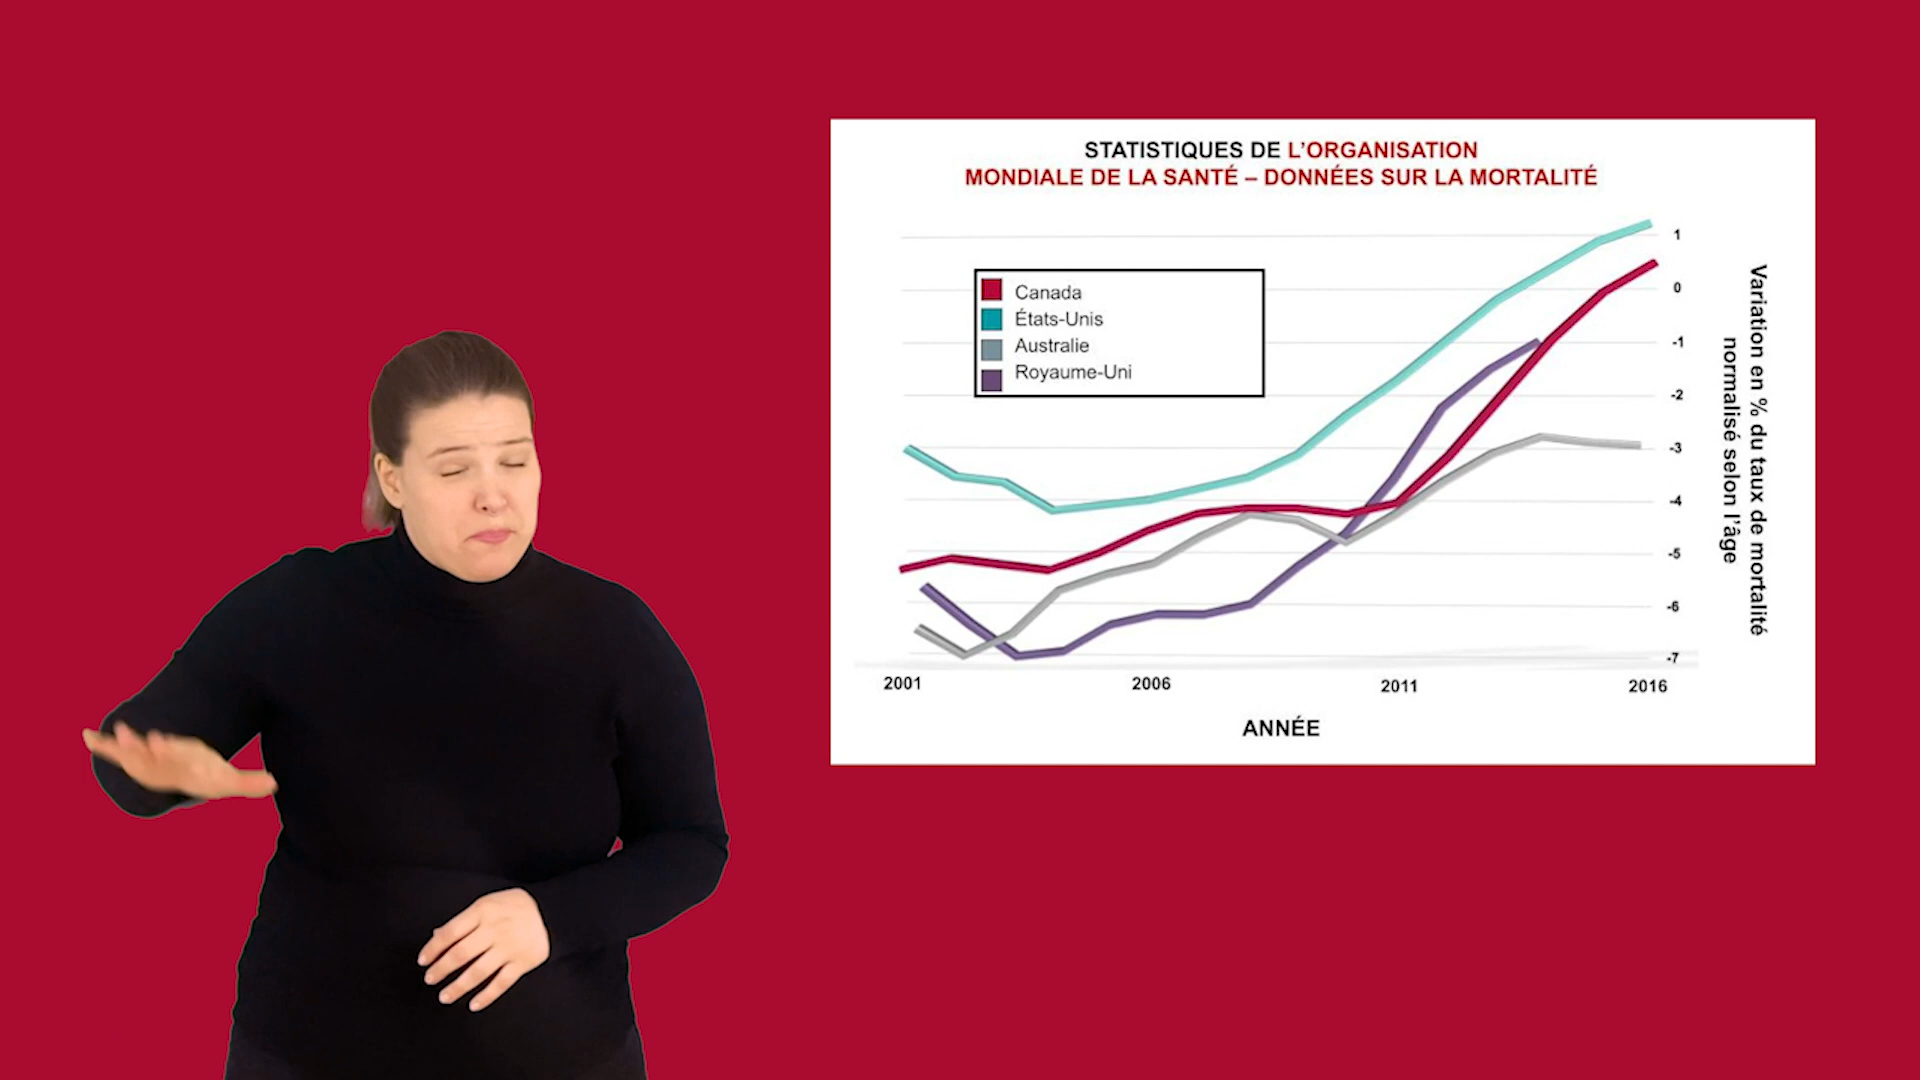 STATISTIQUES DE L’ORGANISATION
MONDIALE DE LA SANTÉ – DONNÉES SUR LA MORTALITÉ
Canada
États-Unis
Australie
Royaume-Uni
1
0
-1
-2
-3
-4
-5
-6
-7
Variation en % du taux de mortalité
normalisé selon l’âge
2001
2006
2011
2016
ANNÉE